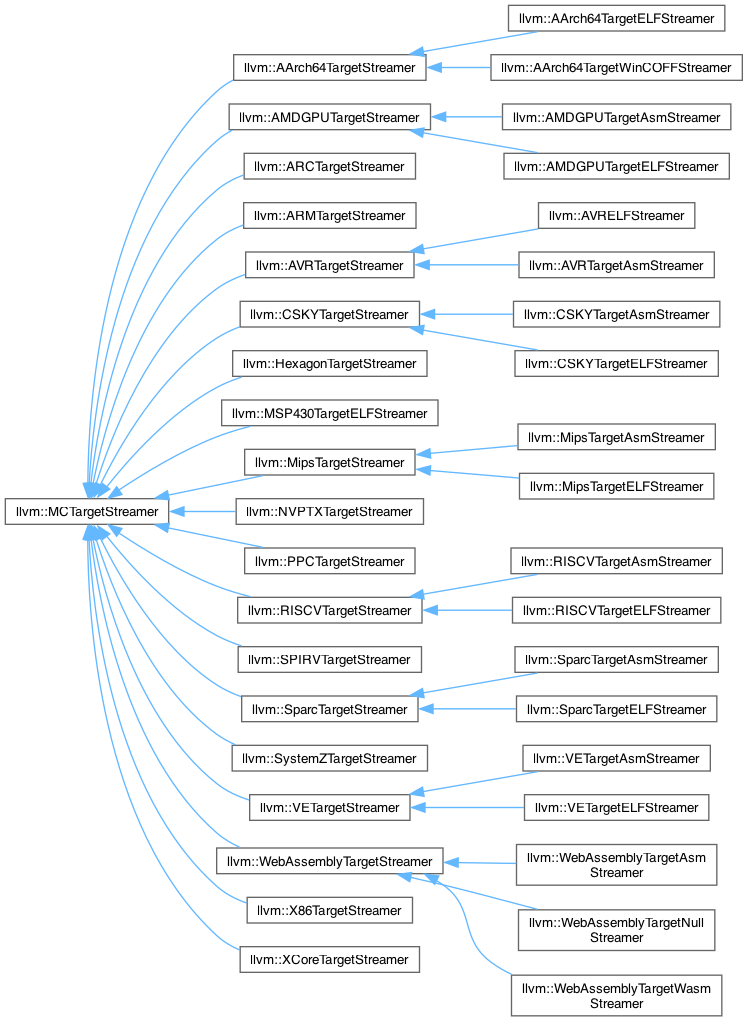 llvm::AArch64TargetELFStreamer
llvm::AArch64TargetStreamer
llvm::AArch64TargetWinCOFFStreamer
llvm::AMDGPUTargetStreamer
llvm::AMDGPUTargetAsmStreamer
llvm::AMDGPUTargetELFStreamer
llvm::ARCTargetStreamer
llvm::ARMTargetStreamer
llvm::AVRELFStreamer
llvm::AVRTargetStreamer
llvm::AVRTargetAsmStreamer
llvm::CSKYTargetStreamer
llvm::CSKYTargetAsmStreamer
llvm::HexagonTargetStreamer
llvm::CSKYTargetELFStreamer
llvm::MSP430TargetELFStreamer
llvm::MipsTargetAsmStreamer
llvm::MipsTargetStreamer
llvm::MipsTargetELFStreamer
llvm::MCTargetStreamer
llvm::NVPTXTargetStreamer
llvm::PPCTargetStreamer
llvm::RISCVTargetAsmStreamer
llvm::RISCVTargetStreamer
llvm::RISCVTargetELFStreamer
llvm::SPIRVTargetStreamer
llvm::SparcTargetAsmStreamer
llvm::SparcTargetStreamer
llvm::SparcTargetELFStreamer
llvm::SystemZTargetStreamer
llvm::VETargetAsmStreamer
llvm::VETargetStreamer
llvm::VETargetELFStreamer
llvm::WebAssemblyTargetStreamer
llvm::WebAssemblyTargetAsm
Streamer
llvm::X86TargetStreamer
llvm::WebAssemblyTargetNull
Streamer
llvm::XCoreTargetStreamer
llvm::WebAssemblyTargetWasm
Streamer